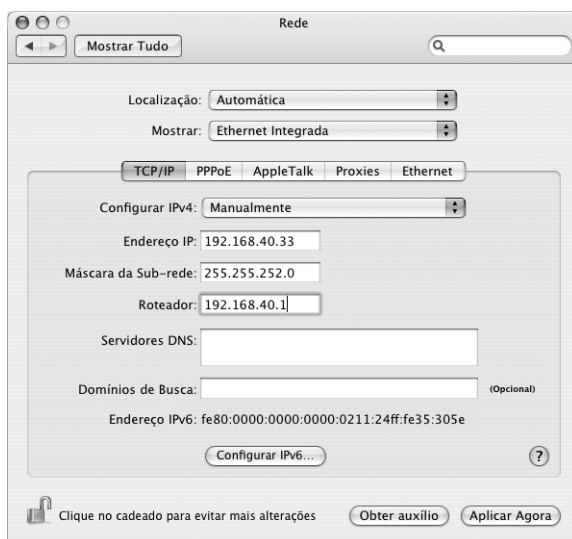 Rede
Mostrar Tudo
Localização: Automática
Mostrar: Ethernet Integrada
TCP/IP PPPoE AppleTalk Proxies Ethernet
Configurar IPv4: Manualmente
Endereço IP: 192.168.40.33
Máscara da Sub-rede: 255.255.252.0
Roteador: 192.168.40.1
Servidores DNS:
Domínios de Busca: (Opcional)
Endereço IPv6: fe80:0000:0000:0000:0211:24ff:fe35:305e
Configurar IPv6... ?
Clique no cadeado para evitar mais alterações Obter auxílio Aplicar Agora